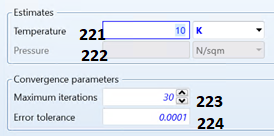 Estimates
Temperature 221 10 K
Pressure 222 N/sqm
Convergence parameters
Maximum iterations 30 223
Error tolerance 0.0001 224